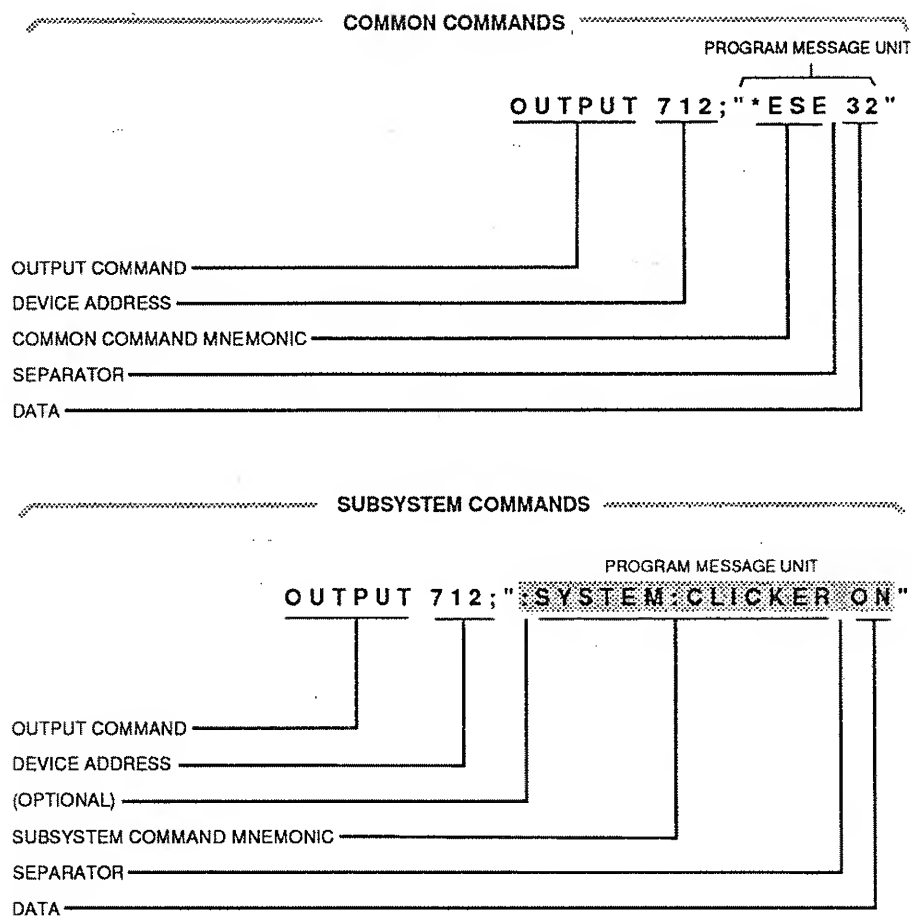 COMMON COMMANDS
PROGRAM MESSAGE UNIT
OUTPUT 712;"*ESE 32"
OUTPUT COMMAND
DEVICE ADDRESS
COMMON COMMAND MNEMONIC
SEPARATOR
DATA
SUBSYSTEM COMMANDS
PROGRAM MESSAGE UNIT
OUTPUT 712;":SYSTEM:CLICKER ON"
OUTPUT COMMAND
DEVICE ADDRESS
(OPTIONAL)
SUBSYSTEM COMMAND MNEMONIC
SEPARATOR
DATA